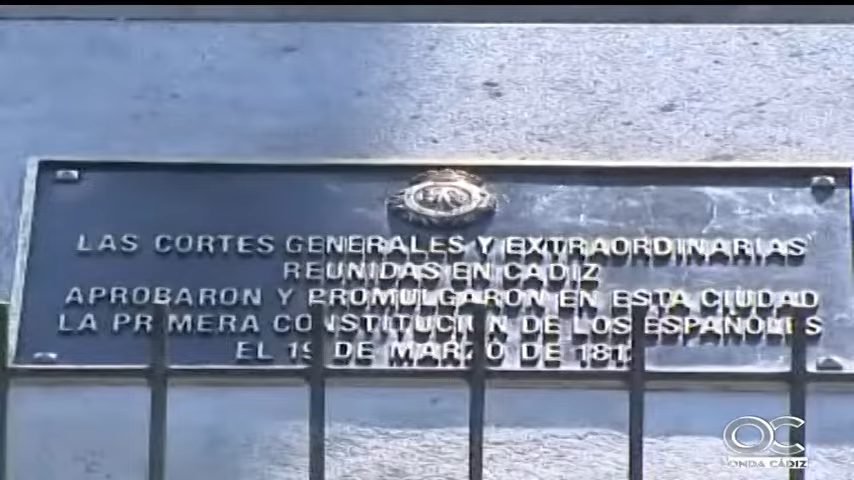 LAS CORTES GENERALES Y EXTRAORDINARIAS
REUNIDAS EN CADIZ
APROBARON Y PROMULGARON EN ESTA CIUDAD
LA PRIMERA CONSTITUCION DE LOS ESPAÑOLES
EL 19 DE MARZO DE 1812
OC
ONDA CÁDIZ